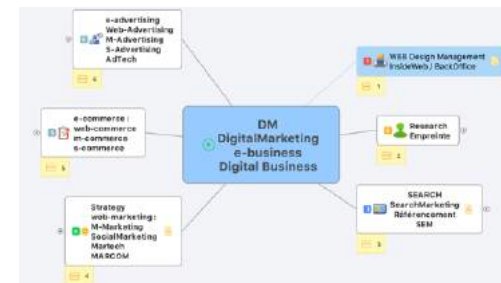 e-advertising
Web-Advertising
M-Advertising
S-Advertising
AdTech
4
WEB Design Management
InsideWeb / BackOffice
1
e-commerce :
web-commerce
m-commerce
s-commerce
5
DM
DigitalMarketing
e-business
Digital Business
Research
Empreinte
2
Strategy
web-marketing :
M-Marketing
SocialMarketing
Martech
MARCOM
4
SEARCH
SearchMarketing
Référencement
SEM
3